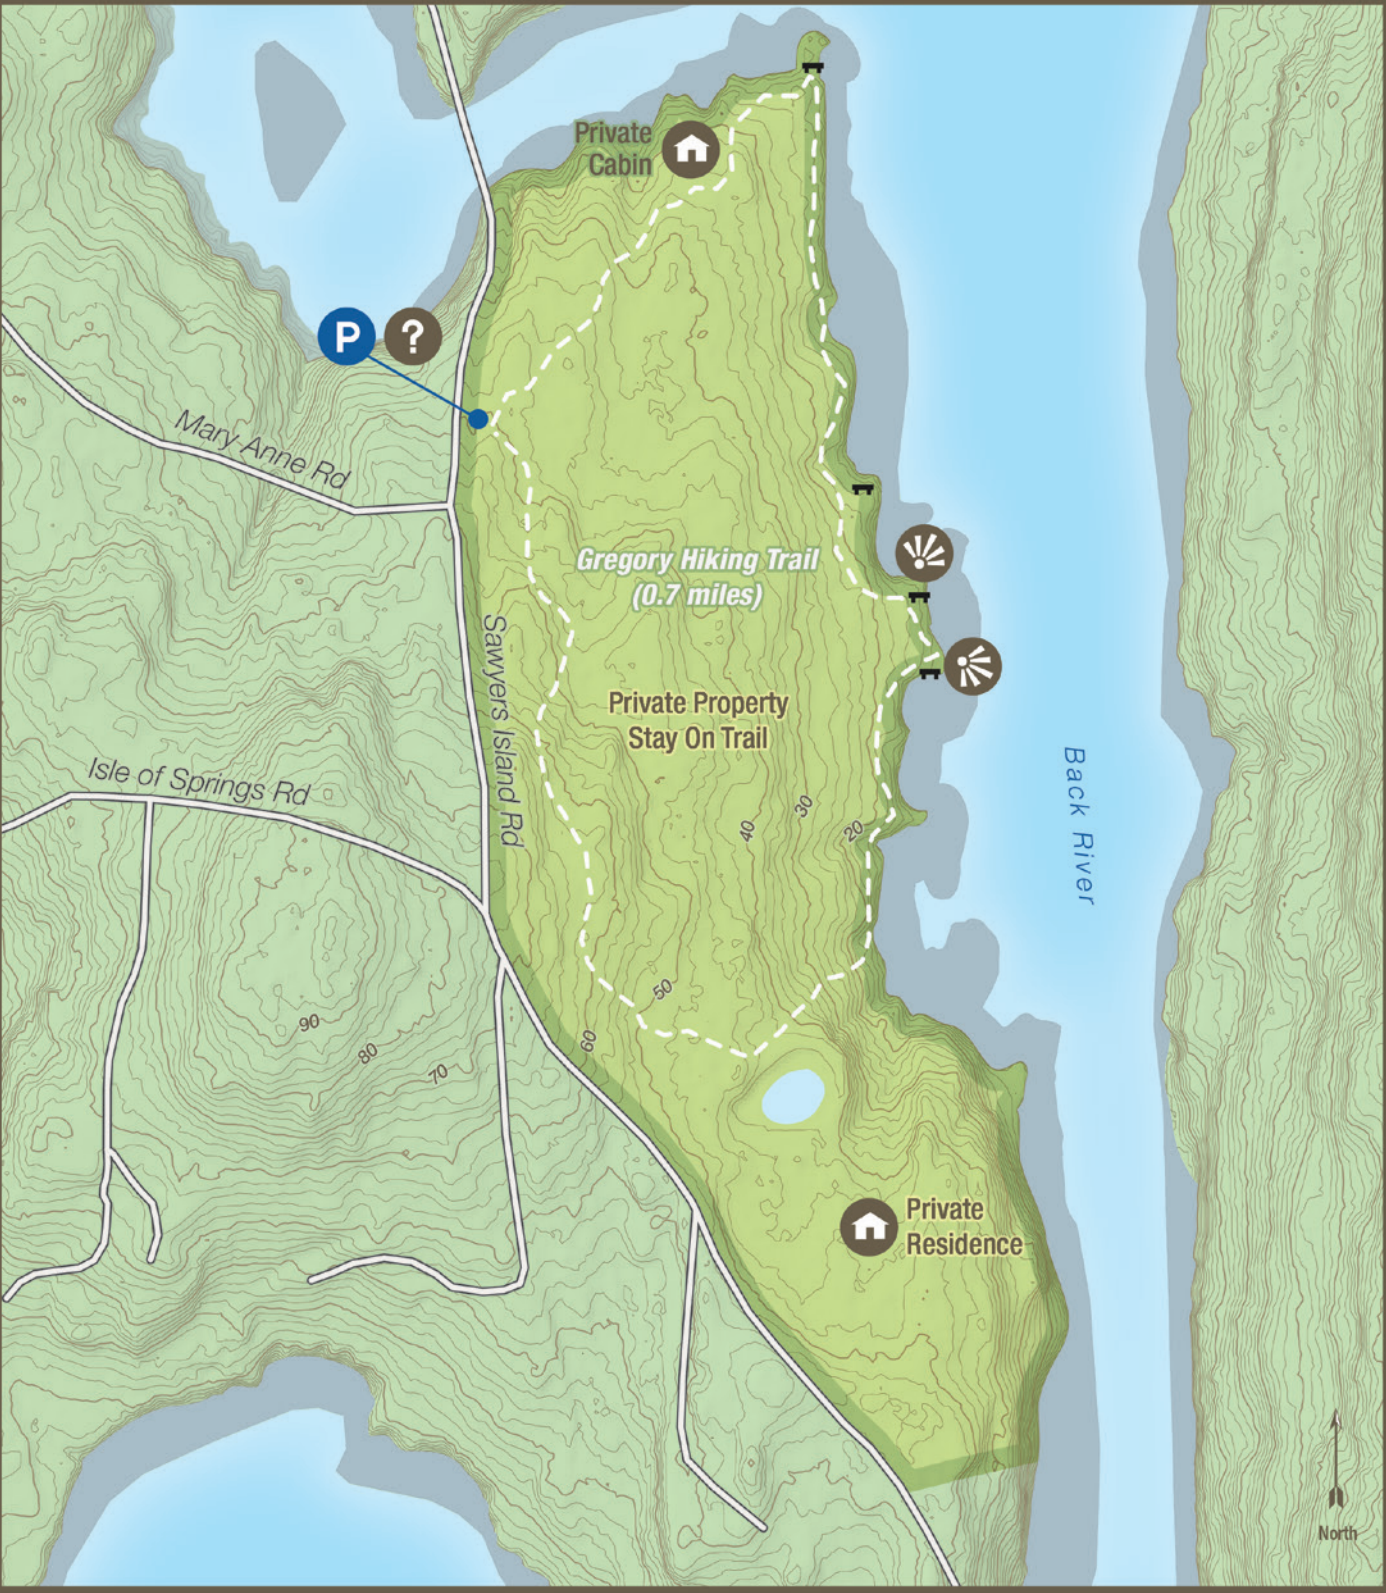 Private
Cabin
P
?
Mary Anne Rd
Gregory Hiking Trail
(0.7 miles)
Sawyers Island Rd
Private Property
Stay On Trail
Isle of Springs Rd
Back River
30
40
20
50
90
60
80
70
Private
Residence
North